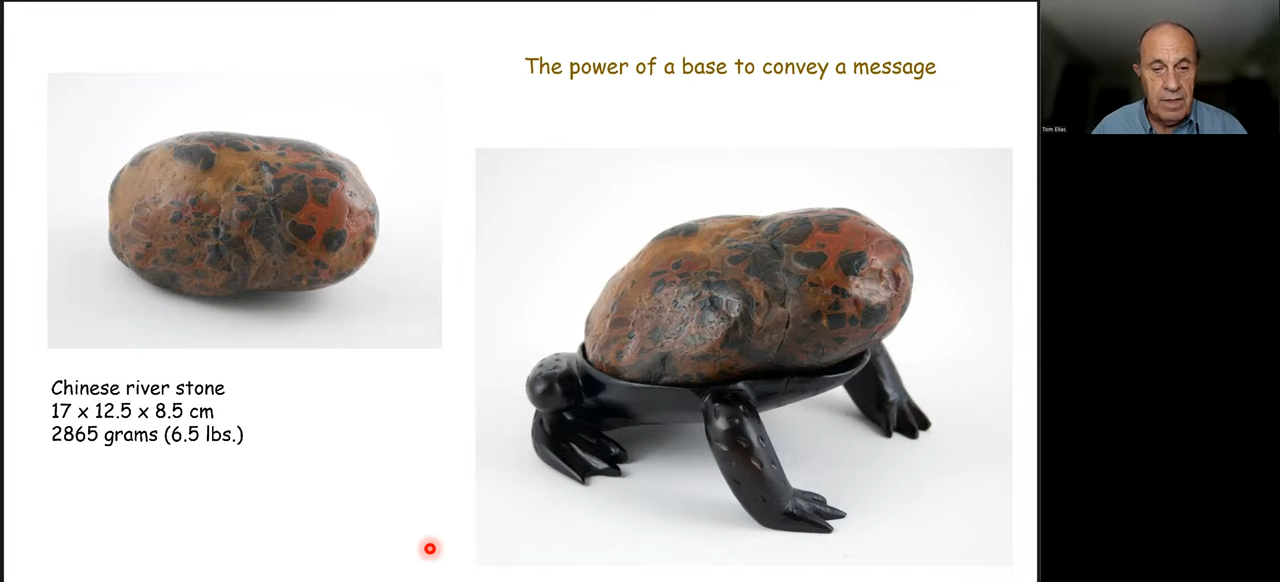 The power of a base to convey a message
Tom Elias
Chinese river stone
17 x 12.5 x 8.5 cm
2865 grams (6.5 lbs.)